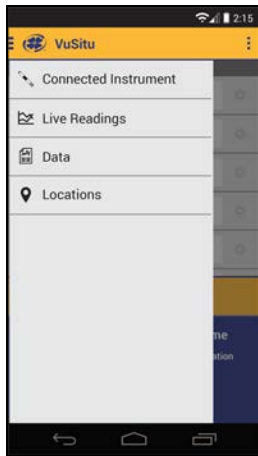 2:15
VuSitu
Connected Instrument
Live Readings
Data
Locations
me
ation